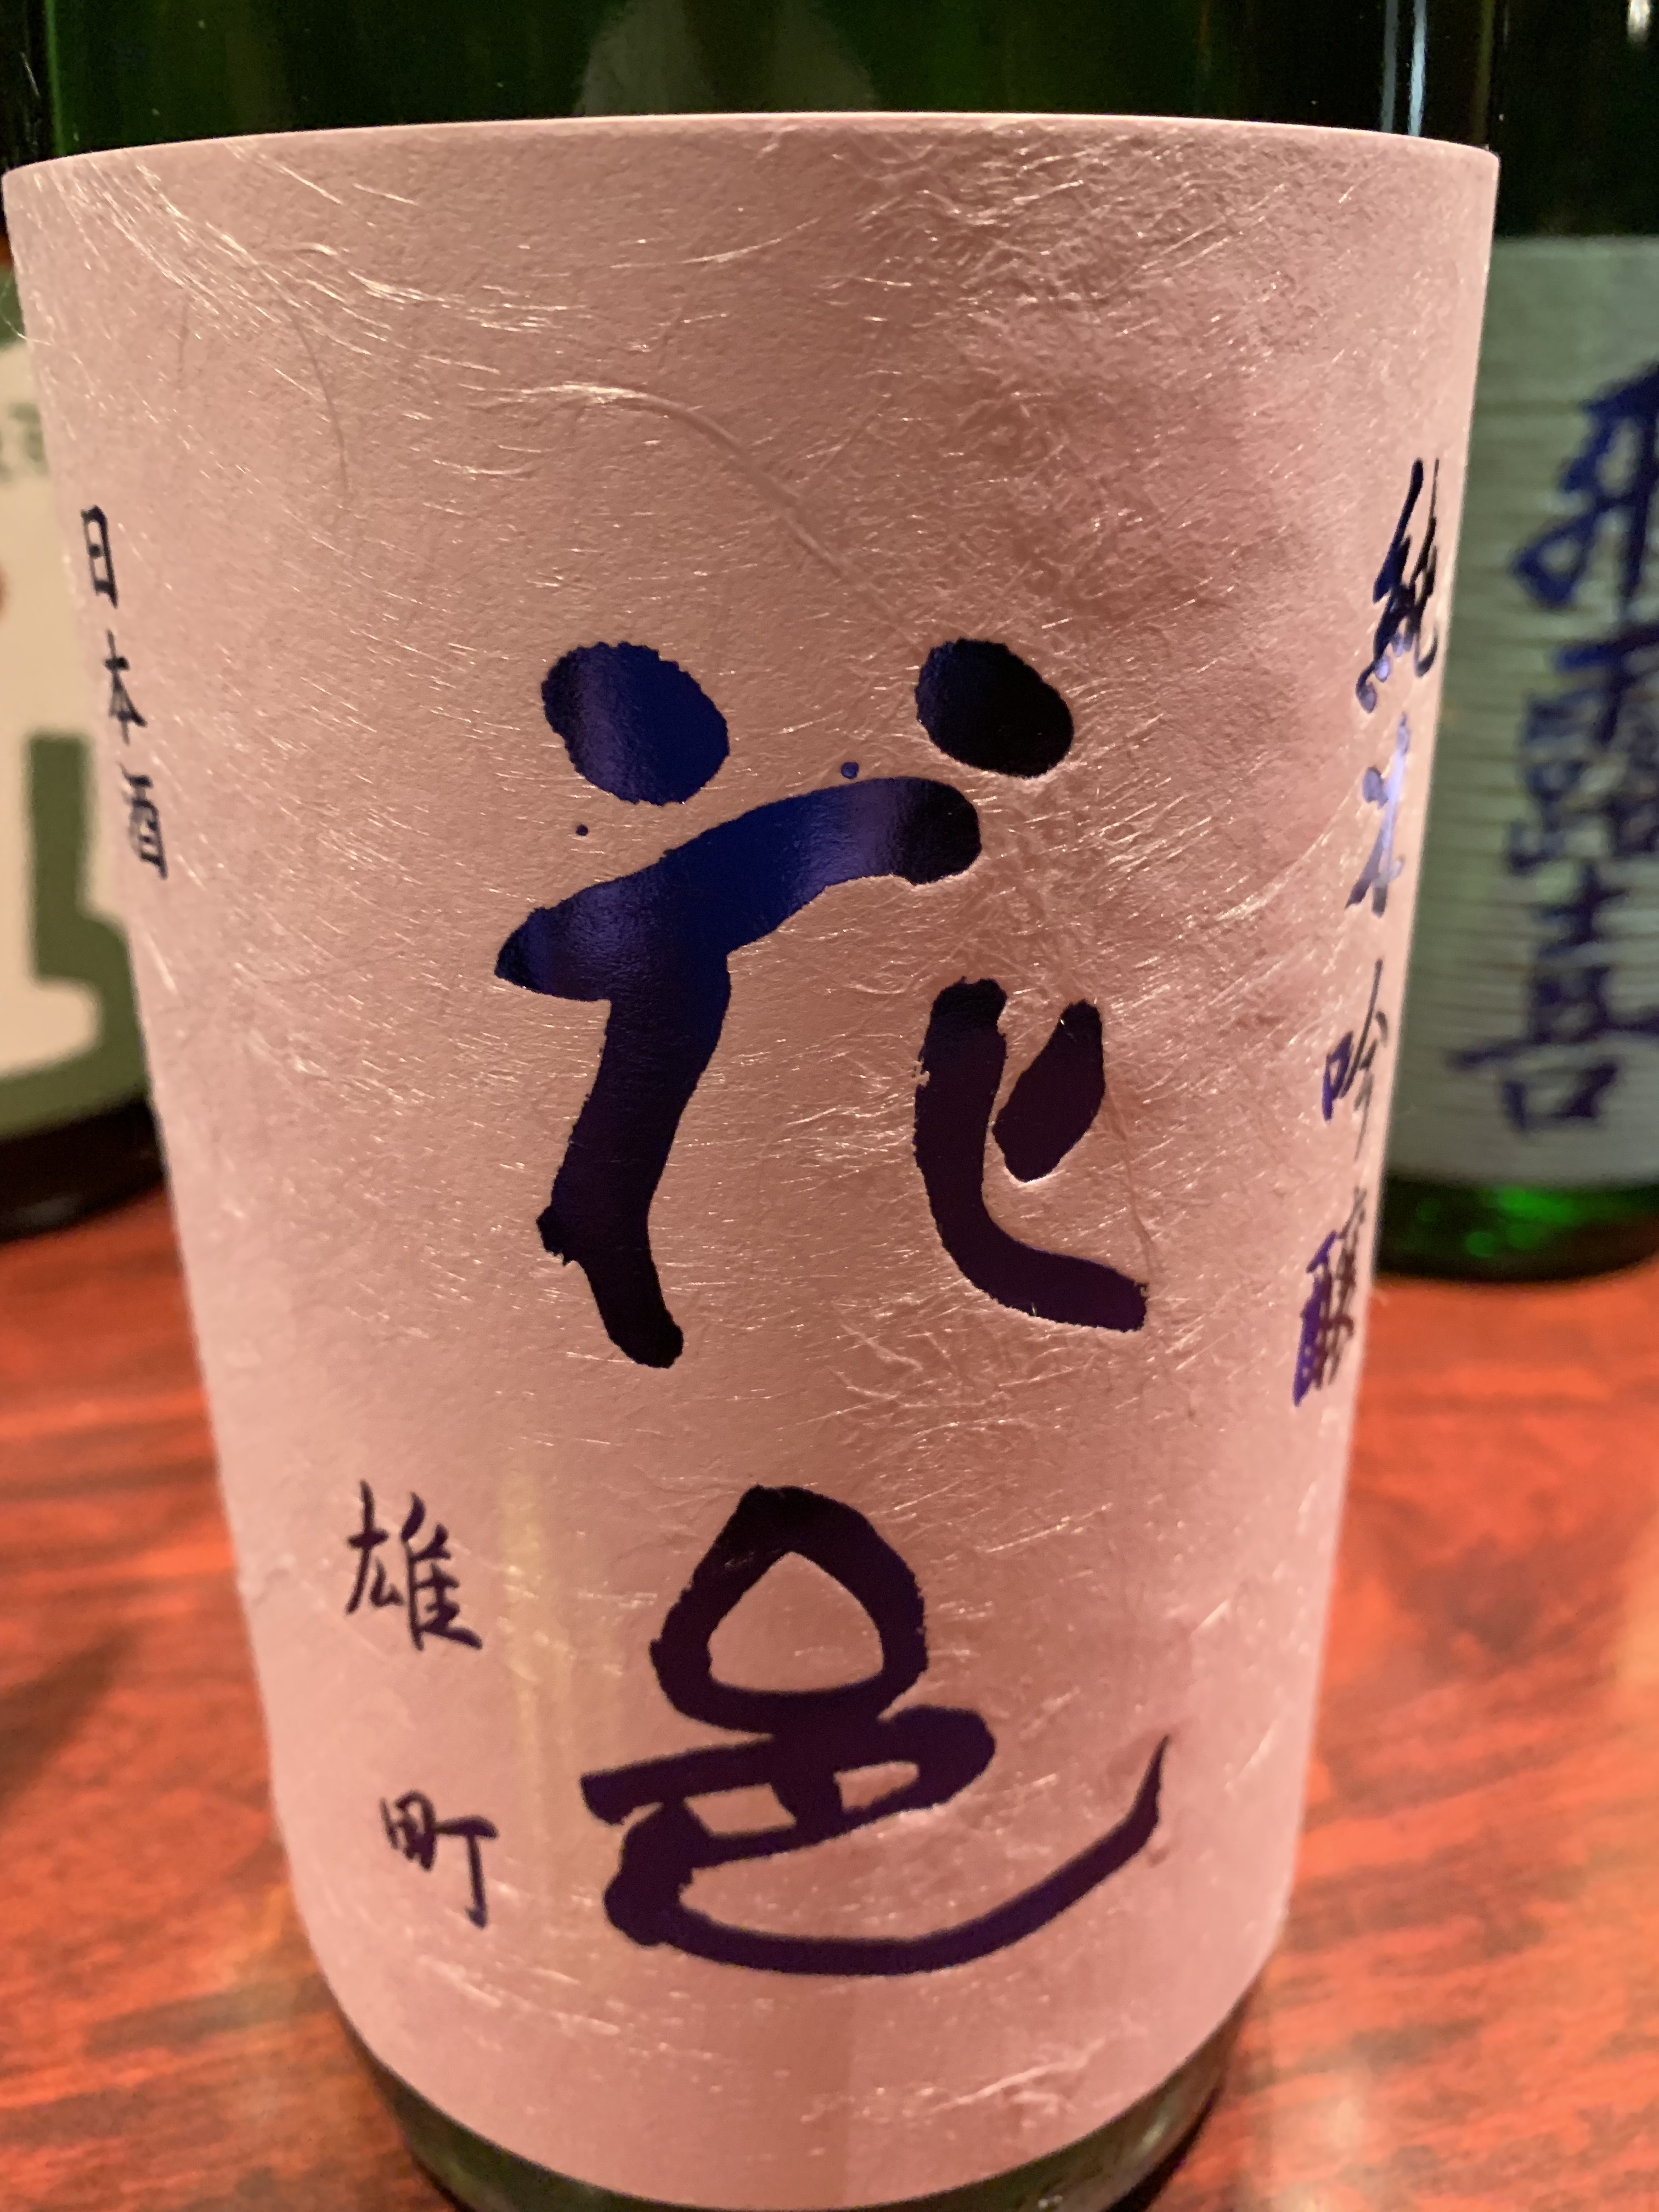 純米吟醸
花邑
雄町
日本酒
飛露喜